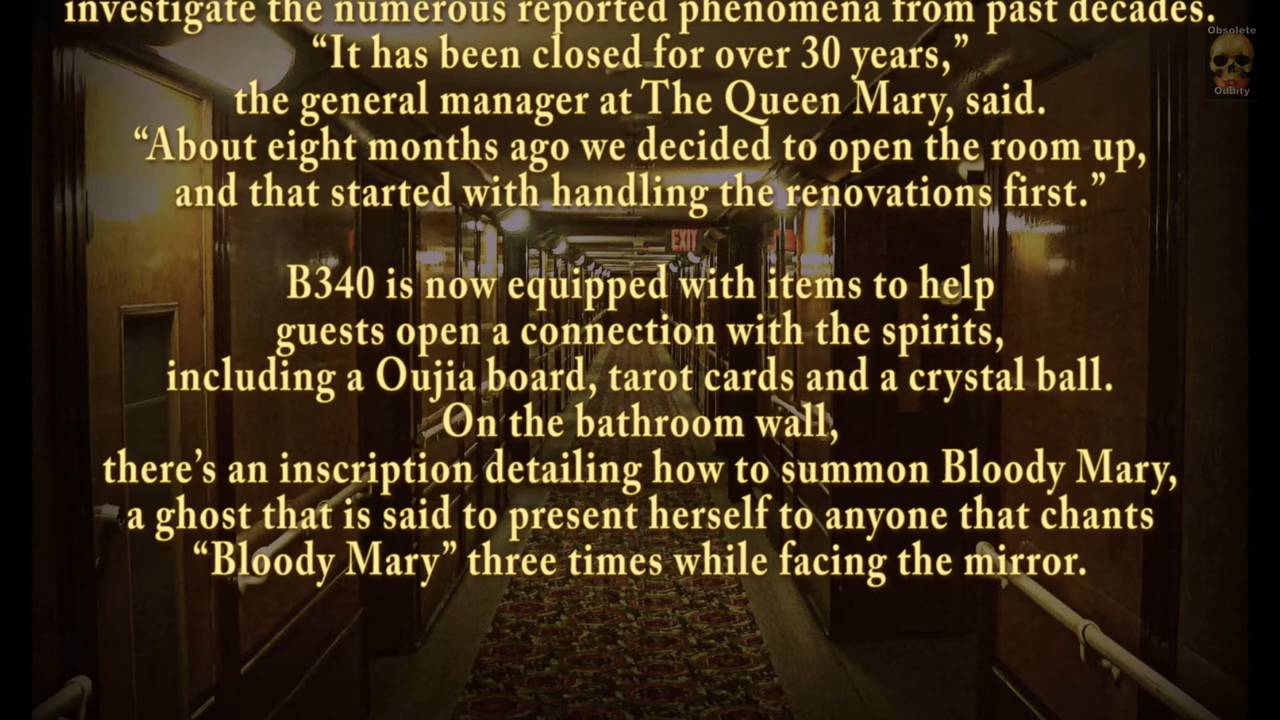 investigate the numerous reported phenomena from past decades.
“It has been closed for over 30 years,”
the general manager at The Queen Mary, said.
“About eight months ago we decided to open the room up,
and that started with handling the renovations first.”
EXIT
B340 is now equipped with items to help
guests open a connection with the spirits,
including a Oujia board, tarot cards and a crystal ball.
On the bathroom wall,
there’s an inscription detailing how to summon Bloody Mary,
a ghost that is said to present herself to anyone that chants
“Bloody Mary” three times while facing the mirror.
Obsolete
Oddity